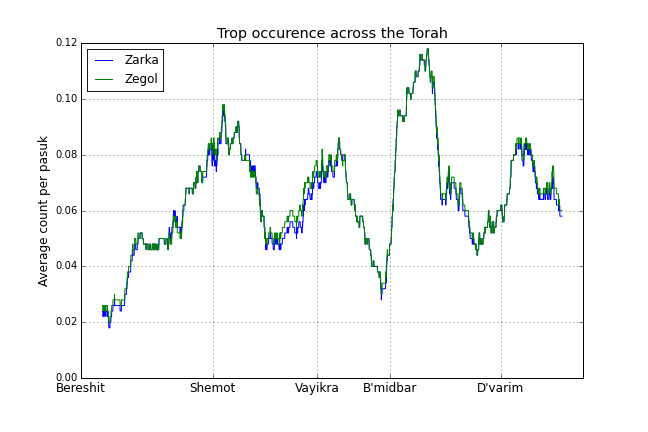 Trop occurence across the Torah
0.12
Zarka
Zegol
0.10
0.08
Average count per pasuk
0.06
0.04
0.02
0.00
Bereshit Shemot Vayikra B'midbar D'varim